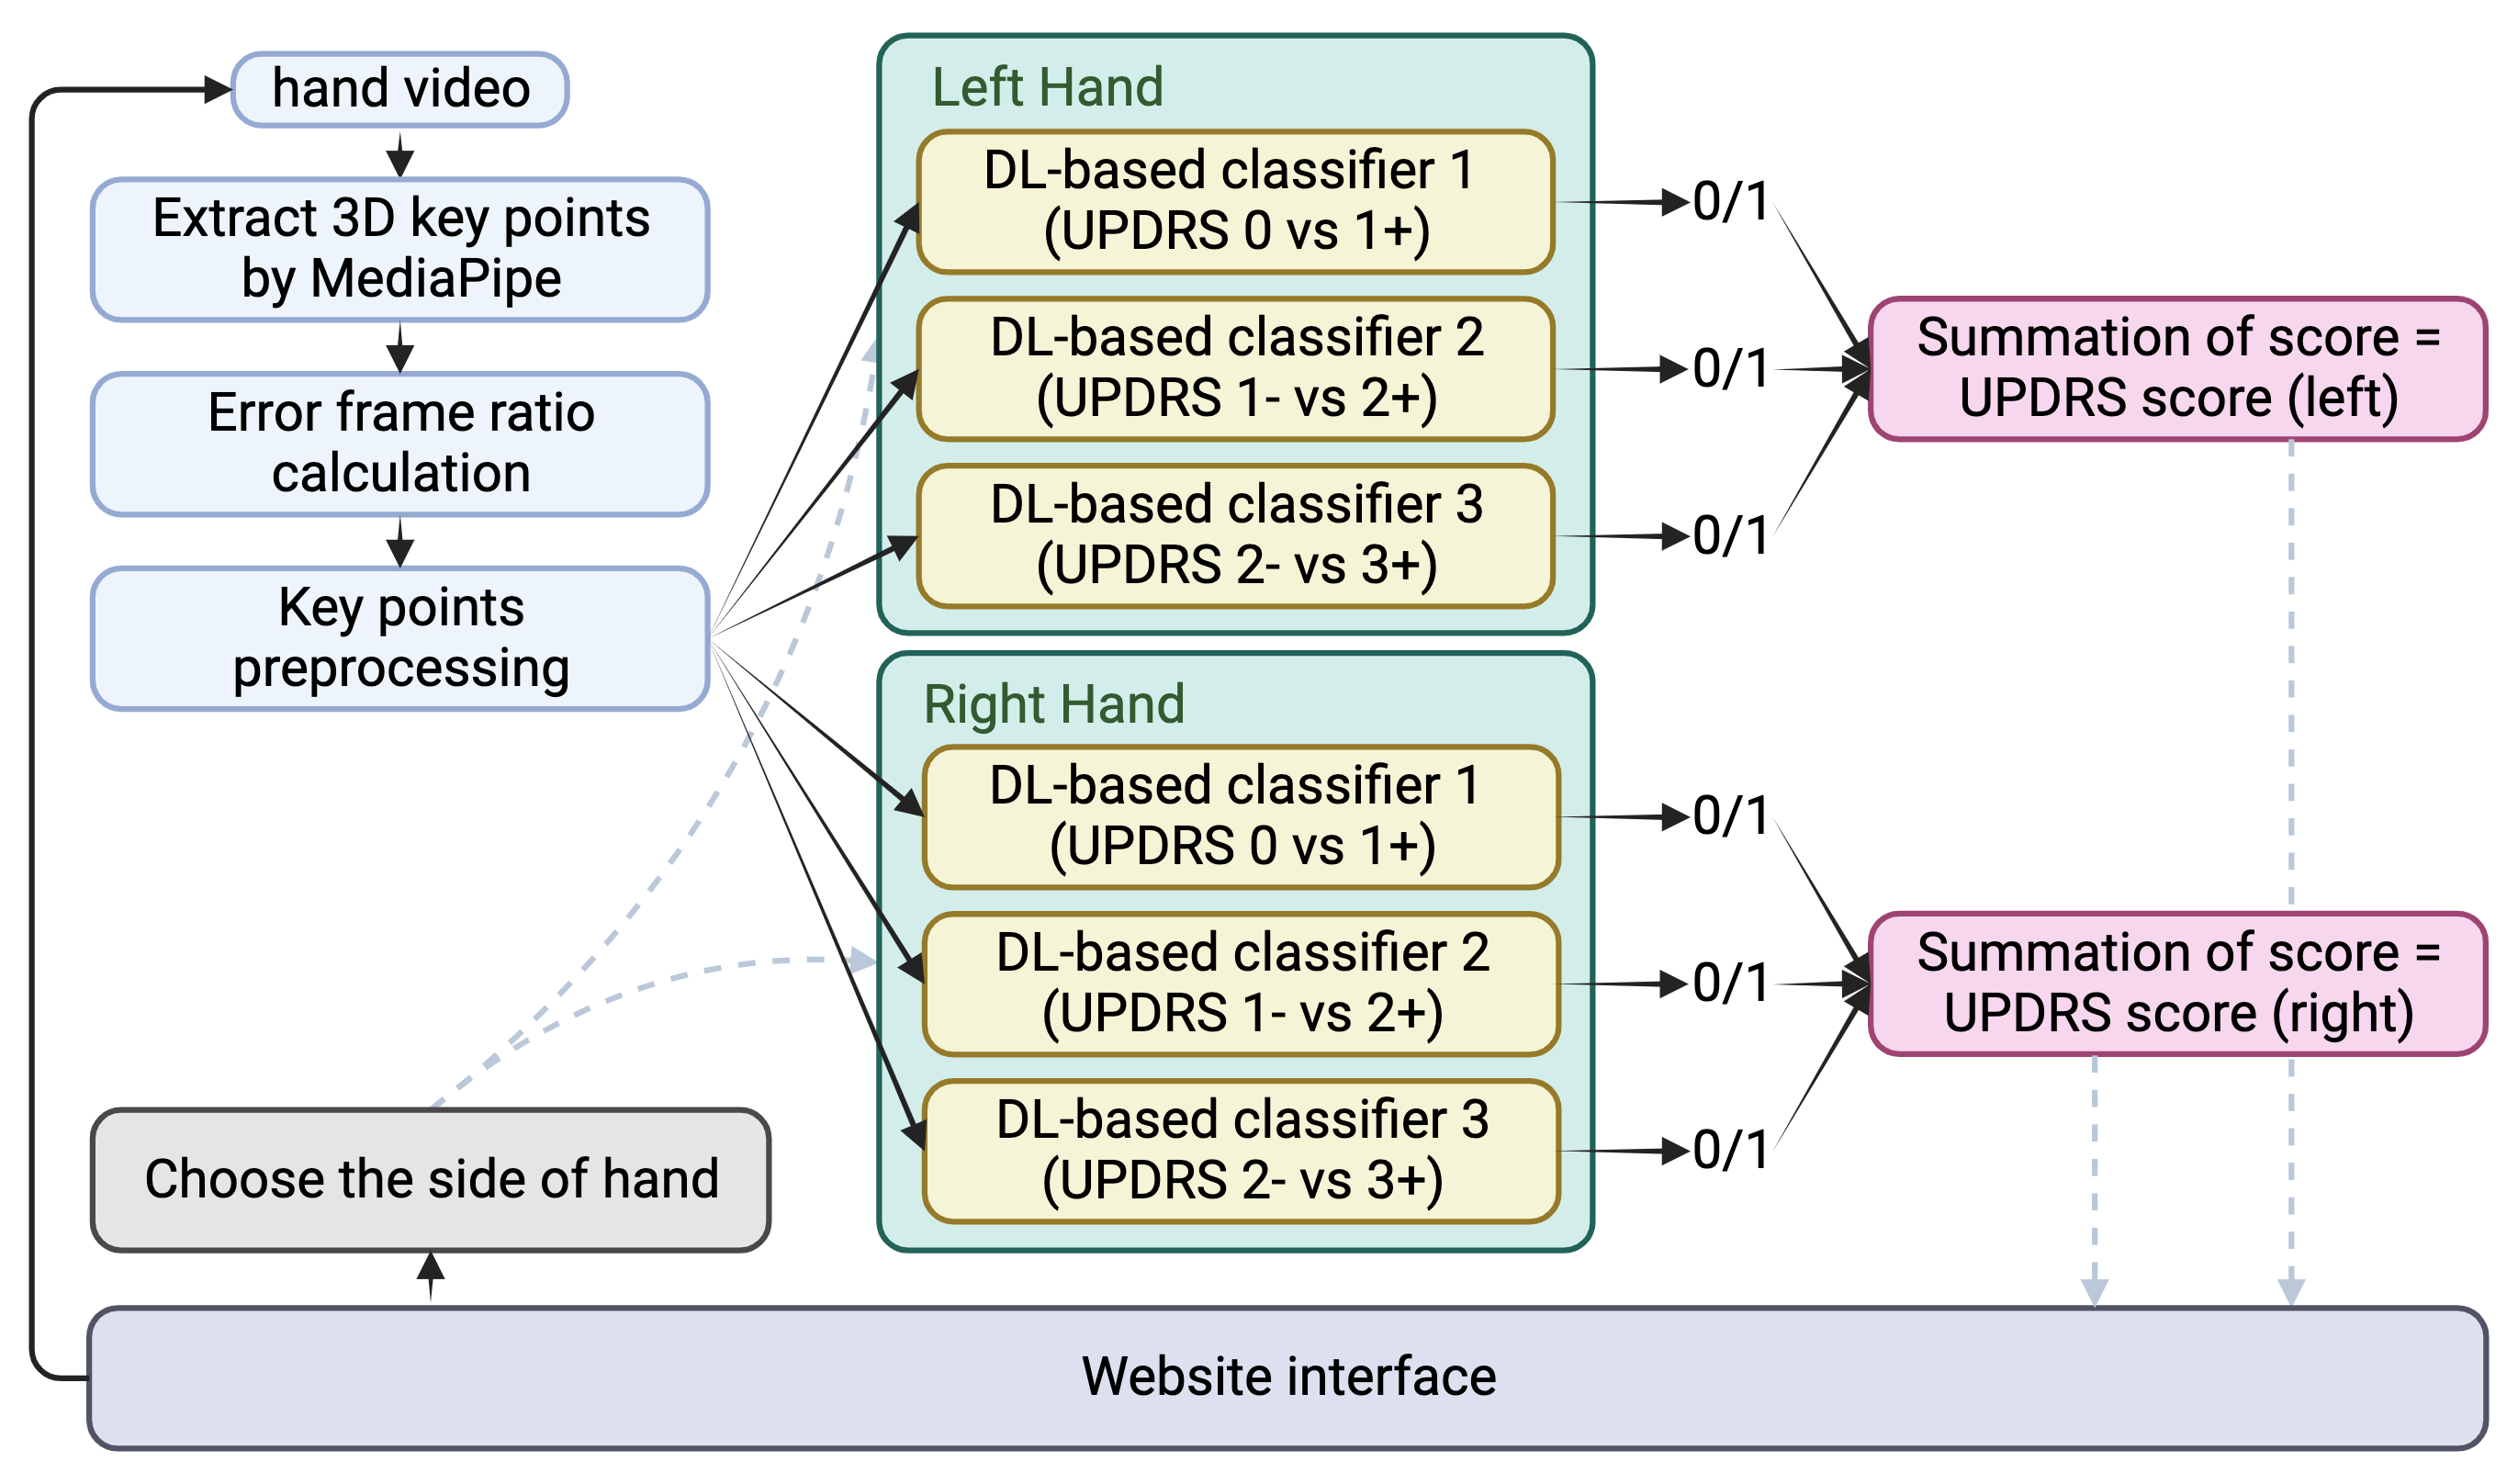 hand video
Extract 3D key points
by MediaPipe
Error frame ratio
calculation
Key points
preprocessing
Choose the side of hand
Left Hand
DL-based classifier 1
(UPDRS 0 vs 1+)
0/1
DL-based classifier 2
(UPDRS 1- vs 2+)
0/1
DL-based classifier 3
(UPDRS 2- vs 3+)
0/1
Summation of score =
UPDRS score (left)
Right Hand
DL-based classifier 1
(UPDRS 0 vs 1+)
0/1
DL-based classifier 2
(UPDRS 1- vs 2+)
0/1
DL-based classifier 3
(UPDRS 2- vs 3+)
0/1
Summation of score =
UPDRS score (right)
Website interface